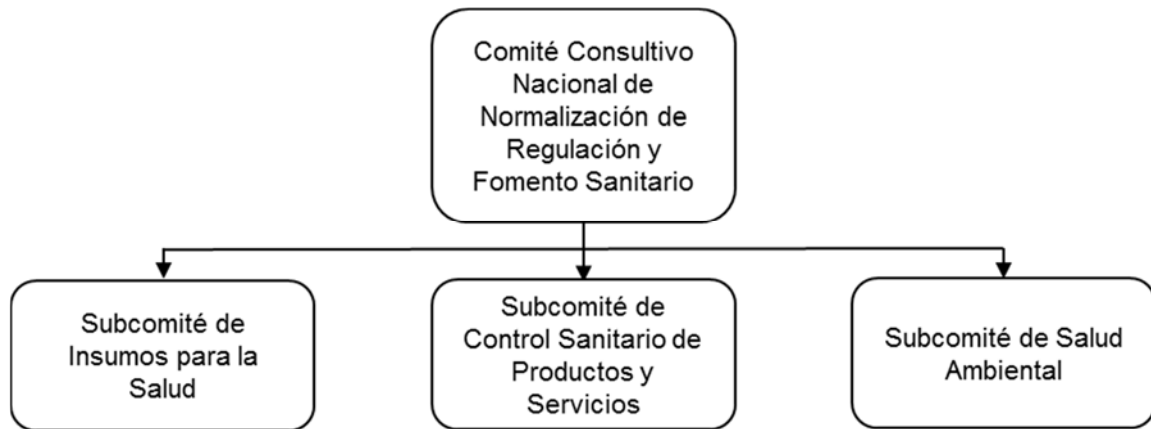 Comité Consultivo
Nacional de
Normalización de
Regulación y
Fomento Sanitario
Subcomité de
Insumos para la
Salud
Subcomité de
Control Sanitario de
Productos y
Servicios
Subcomité de Salud
Ambiental